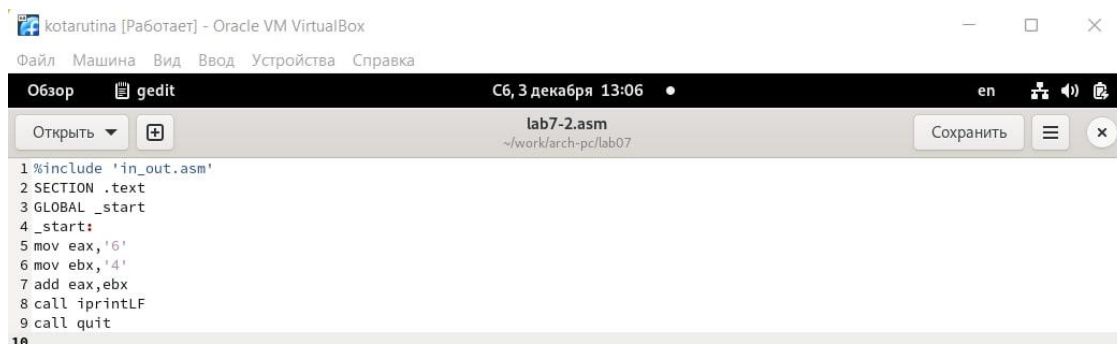 kotarutina [Работает] - Oracle VM VirtualBox
Файл Машина Вид Ввод Устройства Справка
Обзор gedit Сб, 3 декабря 13:06 en
Открыть lab7-2.asm Сохранить
~/work/arch-pc/lab07
1 %include 'in_out.asm'
2 SECTION .text
3 GLOBAL _start
4 _start:
5 mov eax,'6'
6 mov ebx,'4'
7 add eax,ebx
8 call iprintLF
9 call quit
10